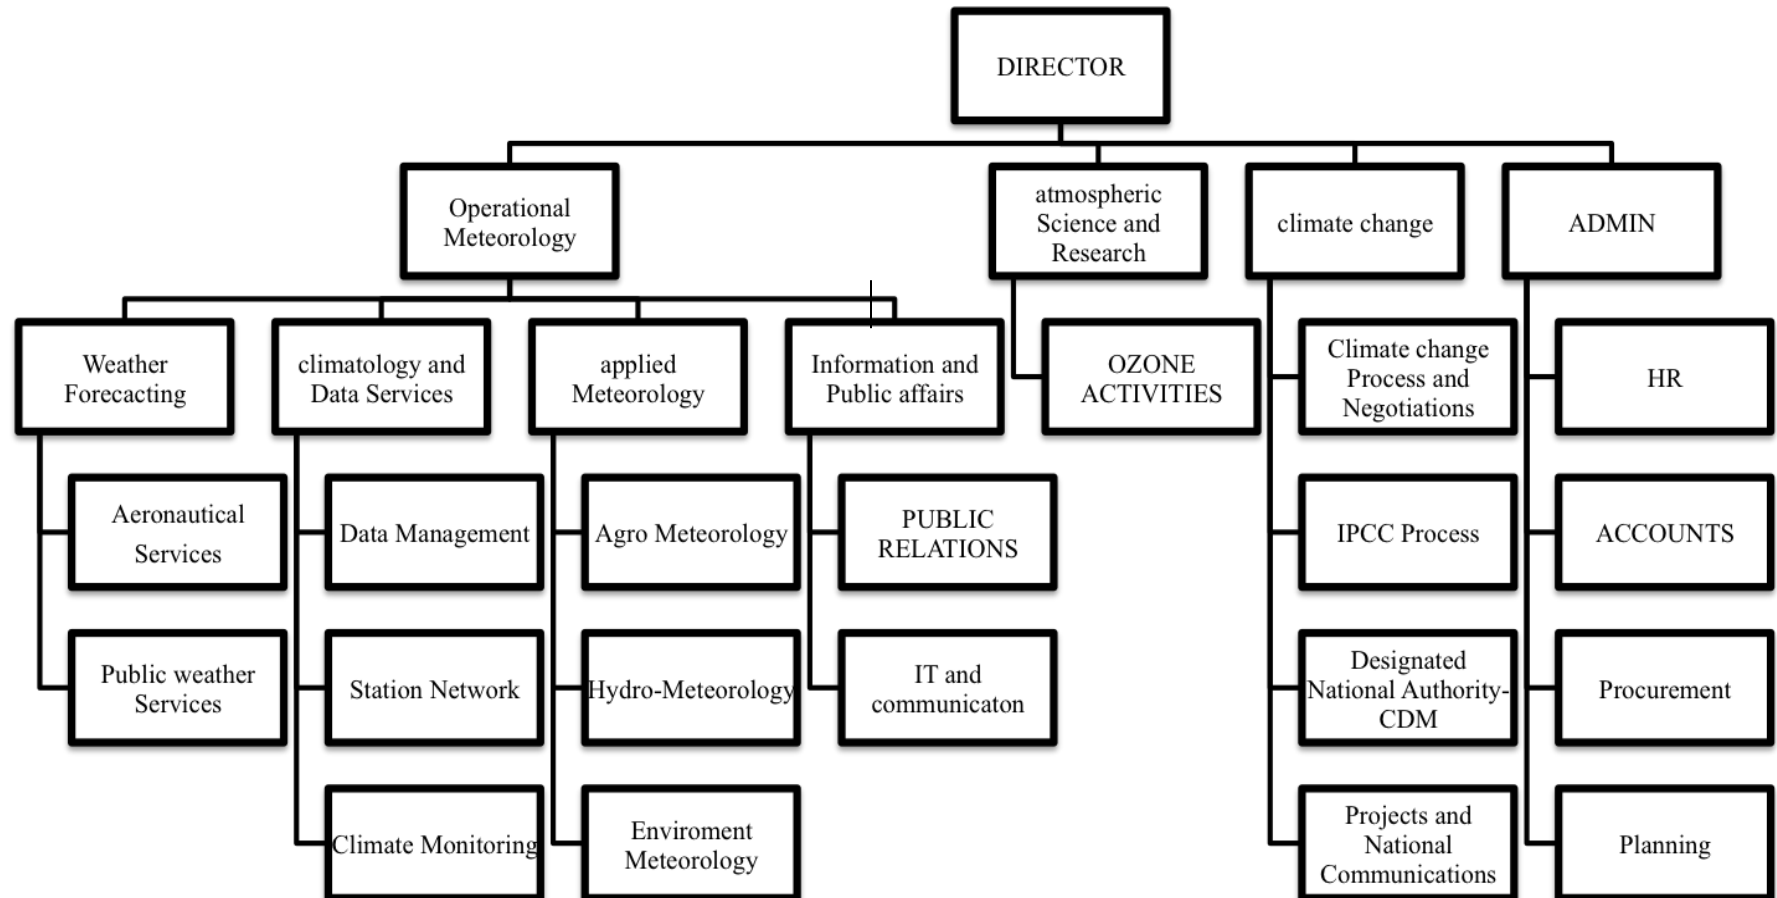 DIRECTOR
Operational
Meteorology
atmospheric
Science and
Research
climate change
ADMIN
Weather
Forecacting
climatology and
Data Services
applied
Meteorology
Information and
Public affairs
OZONE
ACTIVITIES
Climate change
Process and
Negotiations
HR
Aeronautical
Services
Data Management
Agro Meteorology
PUBLIC
RELATIONS
IPCC Process
ACCOUNTS
Public weather
Services
Station Network
Hydro-Meteorology
IT and
communicaton
Designated
National Authority-
CDM
Procurement
Climate Monitoring
Enviroment
Meteorology
Projects and
National
Communications
Planning